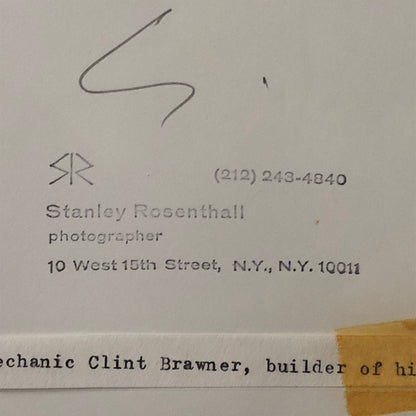 SR
(212) 243-4840
Stanley Rosenthall
photographer
10 West 15th Street, N.Y., N.Y. 10011
echanic Clint Brawner, builder of hi